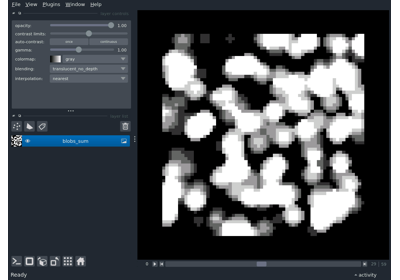 File View Plugins Window Help
opacity: 1.00
contrast limits:
auto-contrast: once continuous
gamma: 1.00
colormap: gray
blending: translucent_no_depth
interpolation: nearest
blobs_sum
Ready
activity